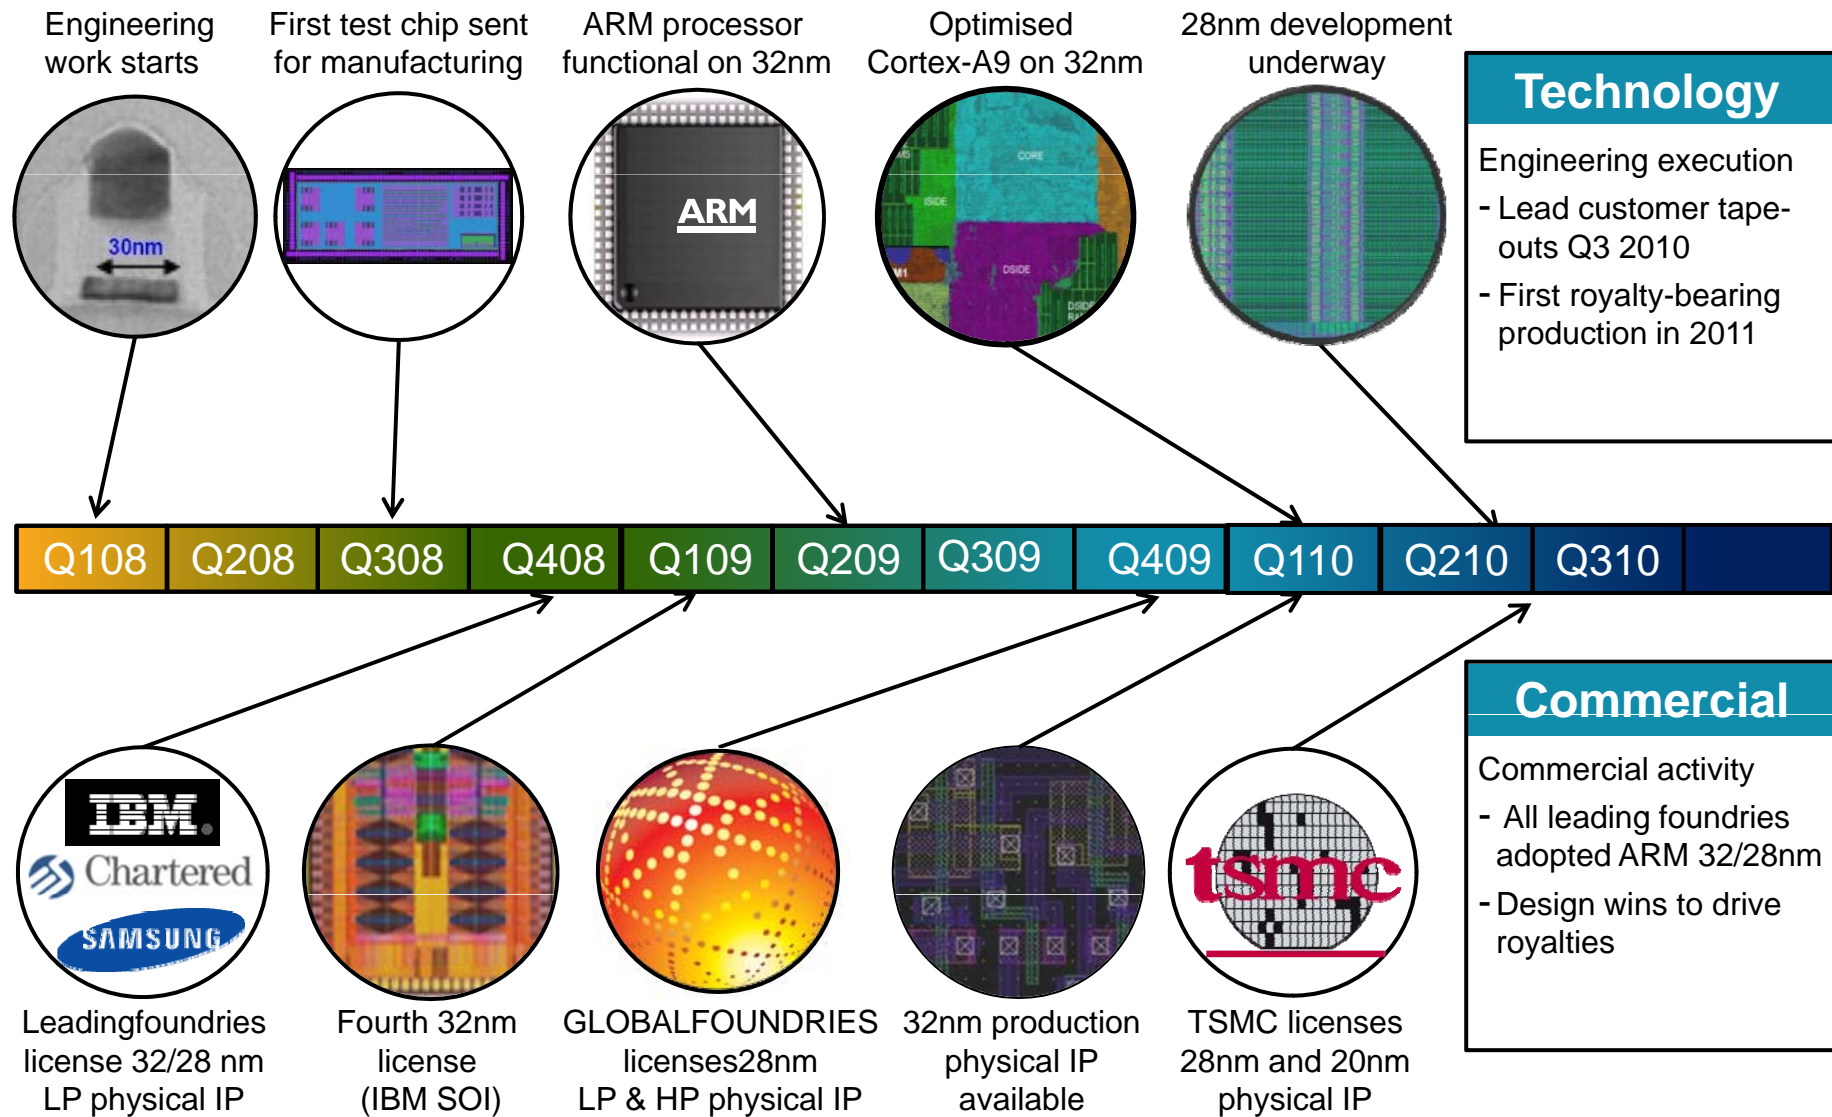 Engineering
work starts
First test chip sent
for manufacturing
ARM processor
functional on 32nm
Optimised
Cortex-A9 on 32nm
28nm development
underway
30nm
ARM
CORE
ISIDE
DSIDE
Technology
Engineering execution
- Lead customer tape-
outs Q3 2010
- First royalty-bearing
production in 2011
Q108 Q208 Q308 Q408 Q109 Q209 Q309 Q409 Q110 Q210 Q310
Commercial
Commercial activity
- All leading foundries
adopted ARM 32/28nm
- Design wins to drive
royalties
IBM
Chartered
SAMSUNG
tsmc
Leadingfoundries
license 32/28 nm
LP physical IP
Fourth 32nm
license
(IBM SOI)
GLOBALFOUNDRIES
licenses28nm
LP & HP physical IP
32nm production
physical IP
available
TSMC licenses
28nm and 20nm
physical IP